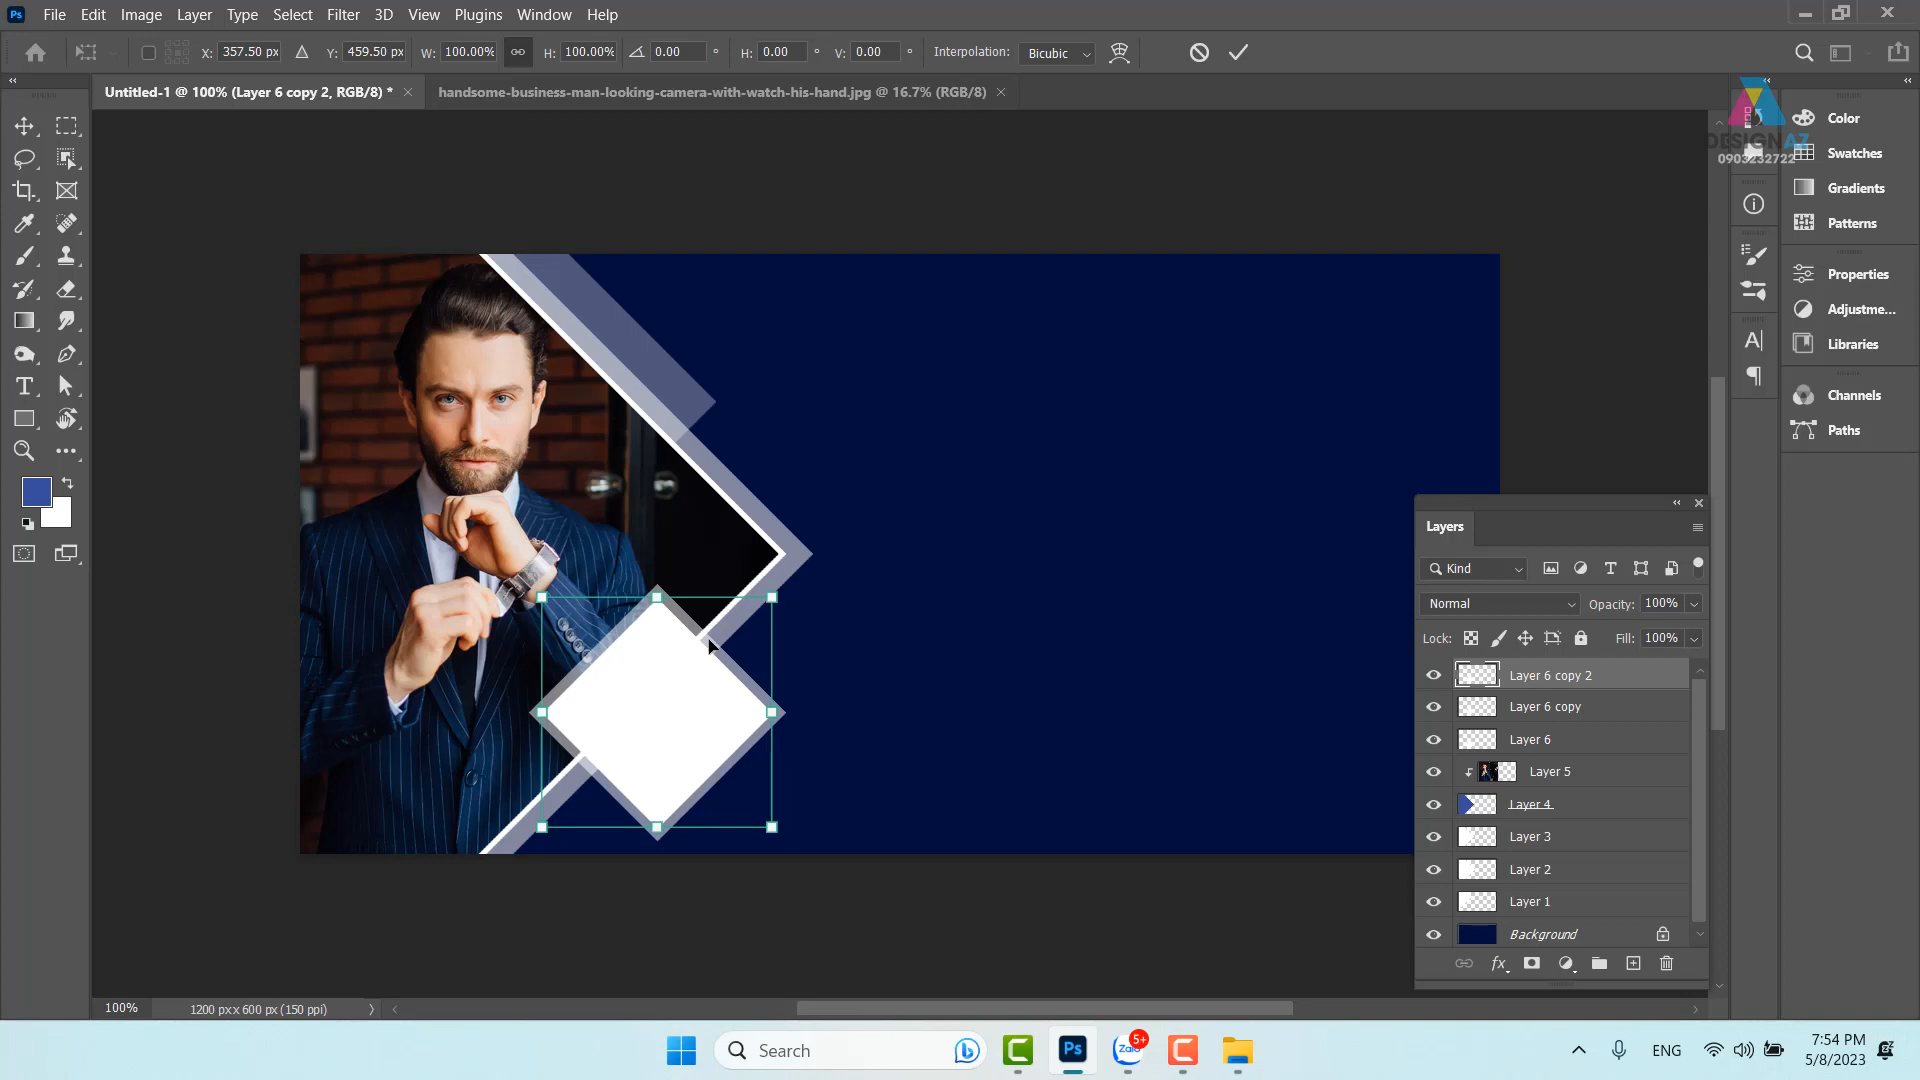 Ps File Edit Image Layer Type Select Filter 3D View Plugins Window Help
X: 357.50 px Y: 459.50 px W: 100.00% H: 100.00% 0.00 ° H: 0.00 ° V: 0.00 ° Interpolation: Bicubic
Untitled-1 @ 100% (Layer 6 copy 2, RGB/8) * handsome-business-man-looking-camera-with-watch-his-hand.jpg @ 16.7% (RGB/8)
DESIGNAZ
0903232722
Color
Swatches
Gradients
Patterns
Properties
Adjustme...
Libraries
Channels
Paths
Layers
Kind
Normal Opacity: 100%
Lock: Fill: 100%
Layer 6 copy 2
Layer 6 copy
Layer 6
Layer 5
Layer 4
Layer 3
Layer 2
Layer 1
Background
100% 1200 px x 600 px (150 ppi)
Search Ps Zalo 5+ ENG 7:54 PM
5/8/2023